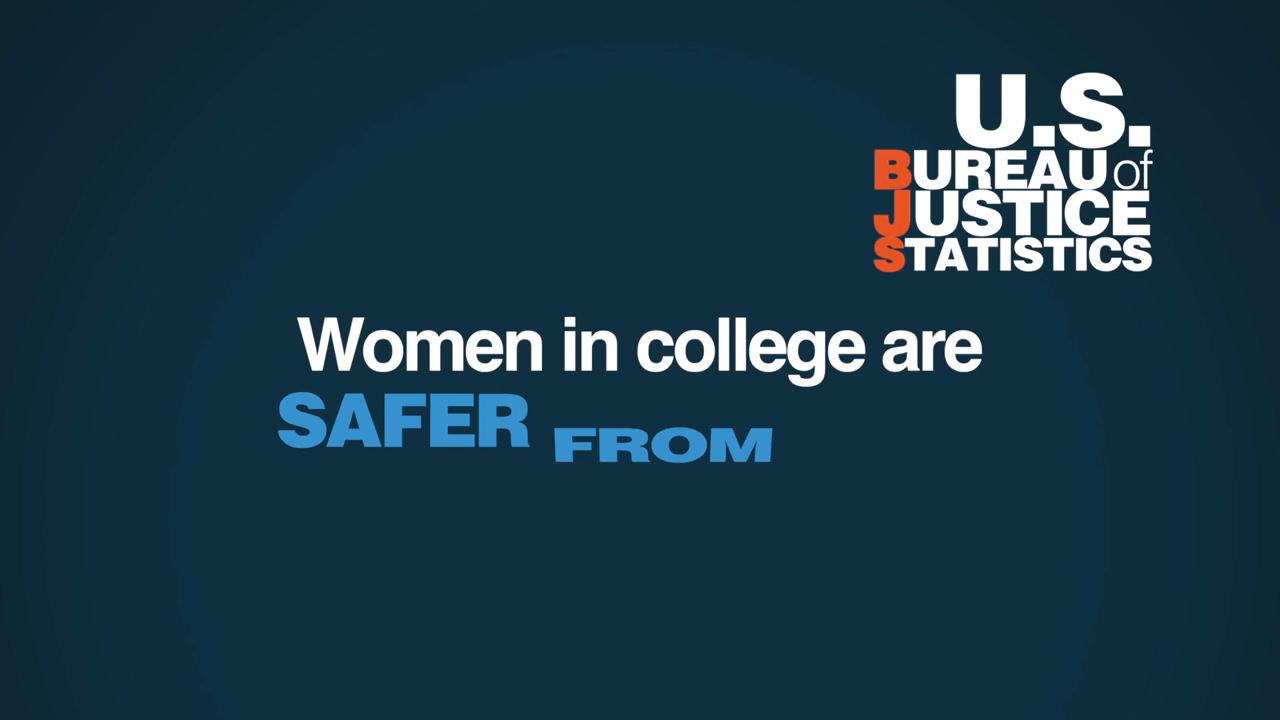 U.S.
BUREAU of
JUSTICE
STATISTICS
Women in college are
SAFER FROM